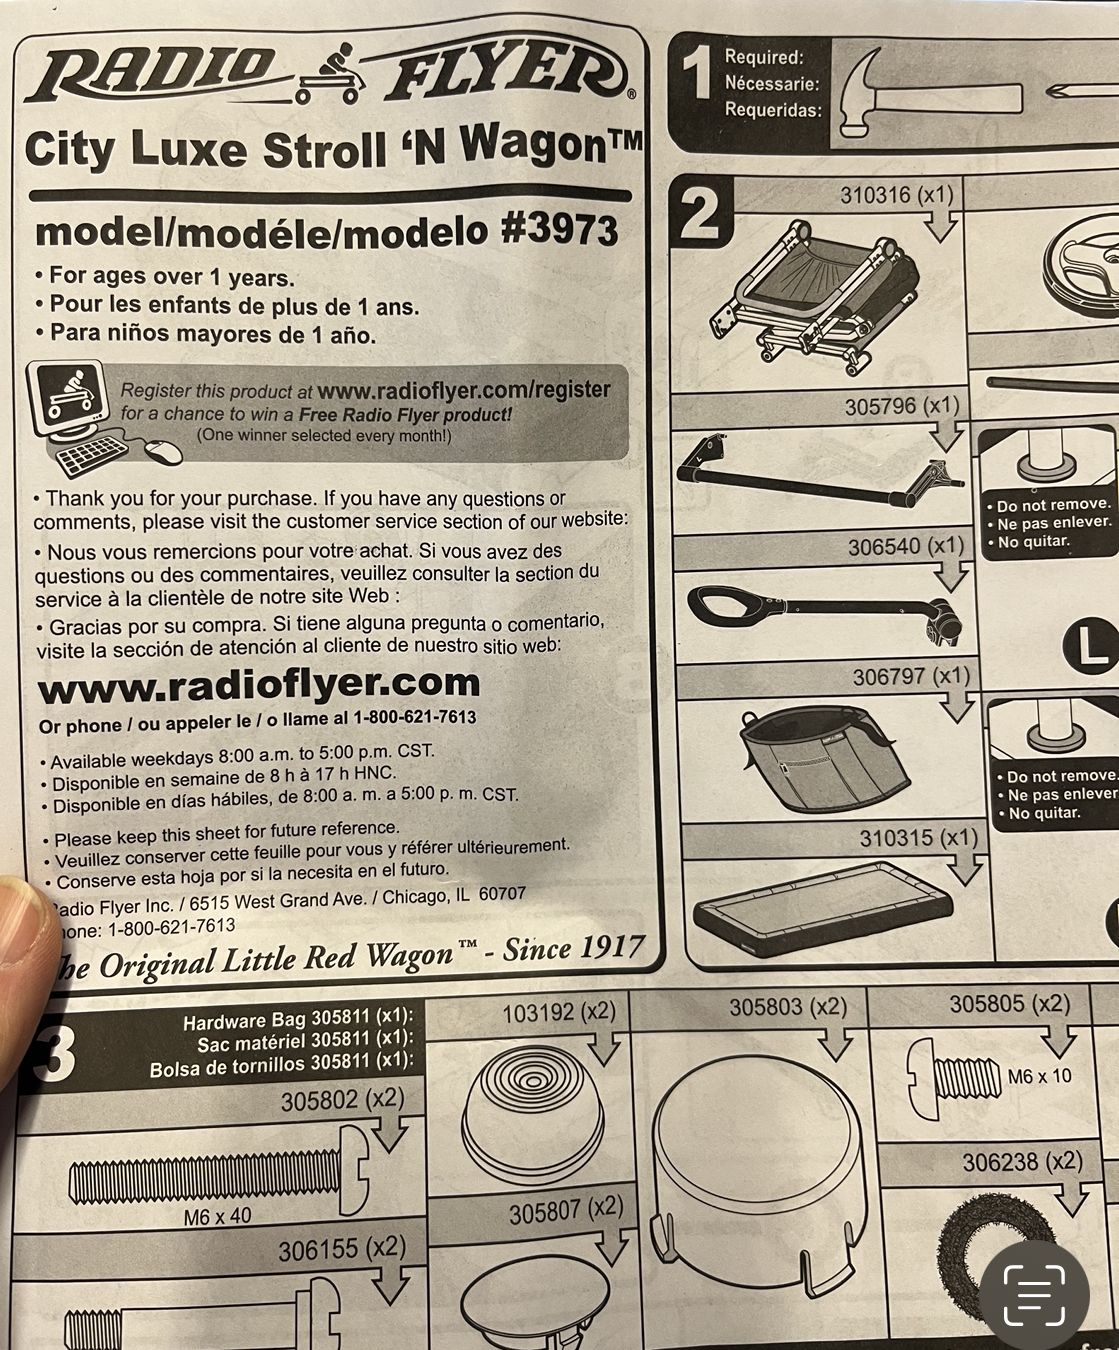 RADIO FLYER®
City Luxe Stroll ‘N Wagon™
model/modéle/modelo #3973
• For ages over 1 years.
• Pour les enfants de plus de 1 ans.
• Para niños mayores de 1 año.
Register this product at www.radioflyer.com/register
for a chance to win a Free Radio Flyer product!
(One winner selected every month!)
• Thank you for your purchase. If you have any questions or
comments, please visit the customer service section of our website:
• Nous vous remercions pour votre achat. Si vous avez des
questions ou des commentaires, veuillez consulter la section du
service à la clientèle de notre site Web :
• Gracias por su compra. Si tiene alguna pregunta o comentario,
visite la sección de atención al cliente de nuestro sitio web:
www.radioflyer.com
Or phone / ou appeler le / o llame al 1-800-621-7613
• Available weekdays 8:00 a.m. to 5:00 p.m. CST.
• Disponible en semaine de 8 h à 17 h HNC.
• Disponible en días hábiles, de 8:00 a. m. a 5:00 p. m. CST.
• Please keep this sheet for future reference.
• Veuillez conserver cette feuille pour vous y référer ultérieurement.
• Conserve esta hoja por si la necesita en el futuro.
adio Flyer Inc. / 6515 West Grand Ave. / Chicago, IL 60707
hone: 1-800-621-7613
he Original Little Red Wagon™ - Since 1917
1
Required:
Nécessarie:
Requeridas:
2
310316 (x1)
305796 (x1)
• Do not remove.
• Ne pas enlever.
• No quitar.
306540 (x1)
L
306797 (x1)
• Do not remove.
• Ne pas enlever
• No quitar.
310315 (x1)
3
Hardware Bag 305811 (x1):
Sac matériel 305811 (x1):
Bolsa de tornillos 305811 (x1):
305802 (x2)
M6 x 40
306155 (x2)
103192 (x2)
305807 (x2)
305803 (x2)
305805 (x2)
M6 x 10
306238 (x2)